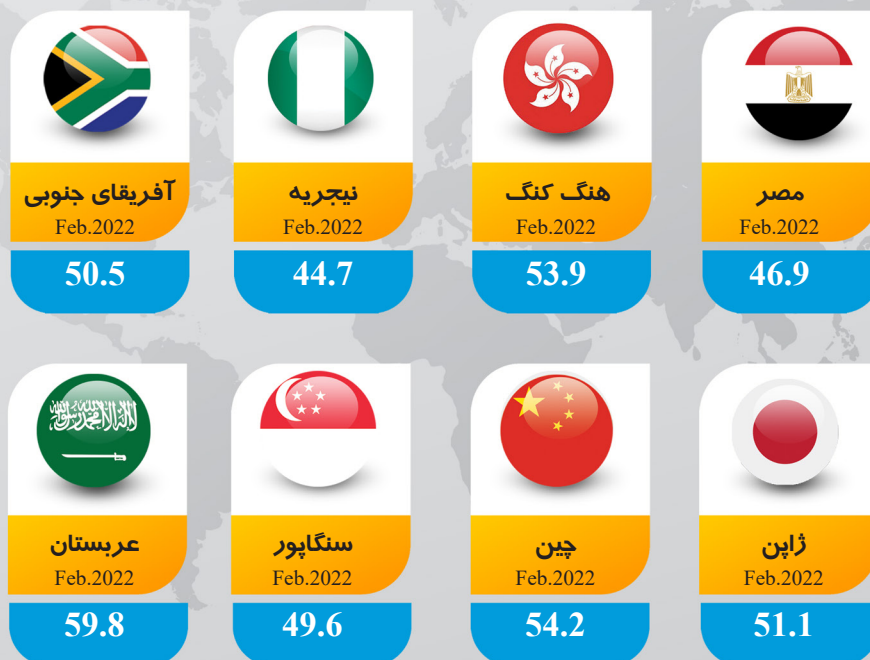 مصر
Feb.2022
46.9
هنگ کنگ
Feb.2022
53.9
نیجریه
Feb.2022
44.7
آفریقای جنوبی
Feb.2022
50.5
ژاپن
Feb.2022
51.1
چین
Feb.2022
54.2
سنگاپور
Feb.2022
49.6
عربستان
Feb.2022
59.8